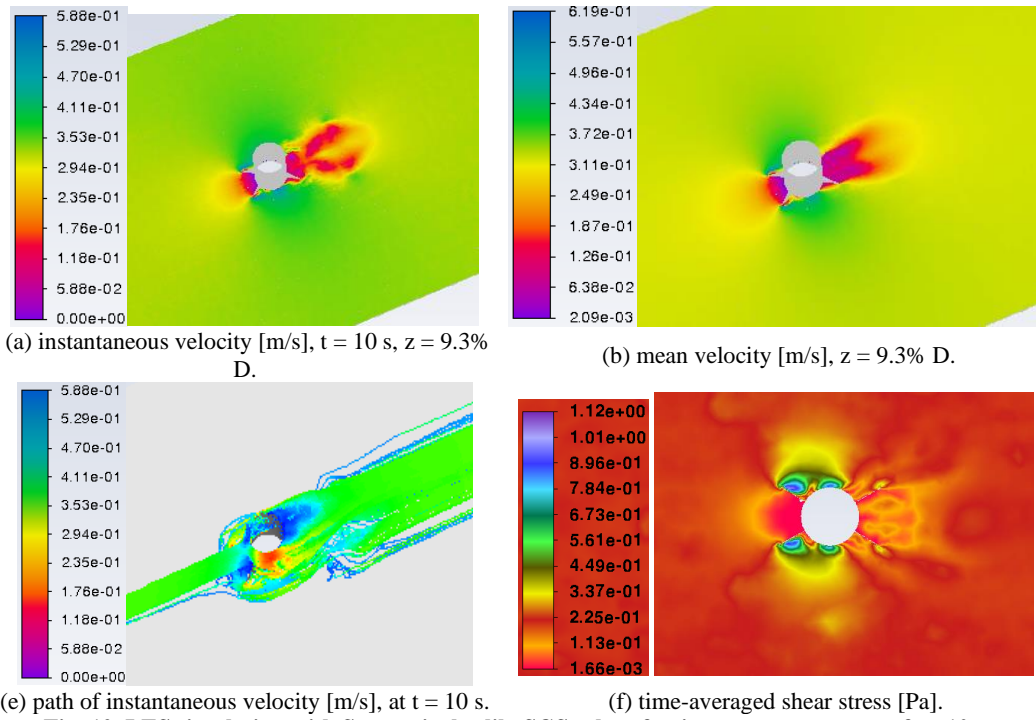 5.88e-01
5.29e-01
4.70e-01
4.11e-01
3.53e-01
2.94e-01
2.35e-01
1.76e-01
1.18e-01
5.88e-02
0.00e+00
(a) instantaneous velocity [m/s], t = 10 s, z = 9.3%
D.
6.19e-01
5.57e-01
4.96e-01
4.34e-01
3.72e-01
3.11e-01
2.49e-01
1.87e-01
1.26e-01
6.38e-02
2.09e-03
(b) mean velocity [m/s], z = 9.3% D.
5.88e-01
5.29e-01
4.70e-01
4.11e-01
3.53e-01
2.94e-01
2.35e-01
1.76e-01
1.18e-01
5.88e-02
0.00e+00
(e) path of instantaneous velocity [m/s], at t = 10 s.
1.12e+00
1.01e+00
8.96e-01
7.84e-01
6.73e-01
5.61e-01
4.49e-01
3.37e-01
2.25e-01
1.13e-01
1.66e-03
(f) time-averaged shear stress [Pa].